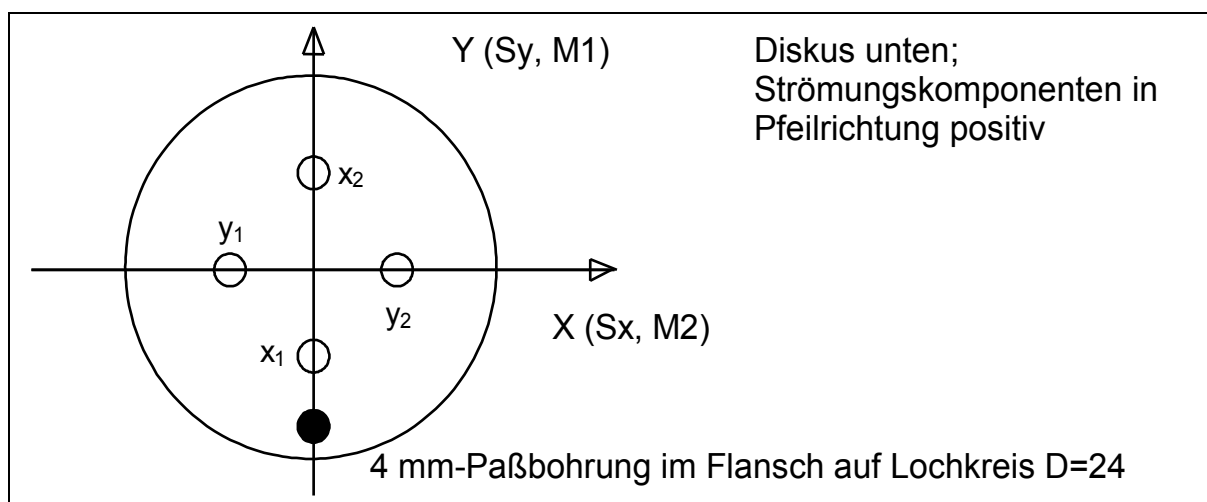 Y (Sy, M1)
Diskus unten;
Strömungskomponenten in
Pfeilrichtung positiv
x₂
y₁
y₂
X (Sx, M2)
x₁
4 mm-Paßbohrung im Flansch auf Lochkreis D=24